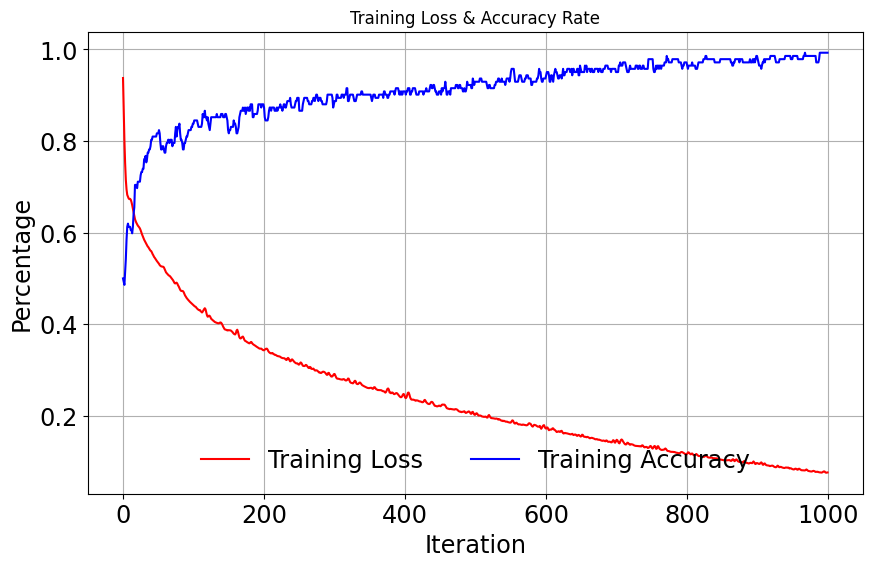 Training Loss & Accuracy Rate
Percentage
1.0
0.8
0.6
0.4
0.2
Training Loss Training Accuracy
0 200 400 600 800 1000
Iteration